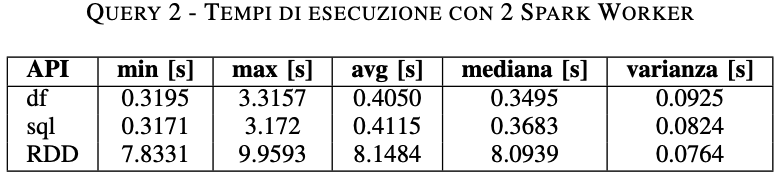 QUERY 2 - TEMPI DI ESECUZIONE CON 2 SPARK WORKER
API min [s] max [s] avg [s] mediana [s] varianza [s]
df 0.3195 3.3157 0.4050 0.3495 0.0925
sql 0.3171 3.172 0.4115 0.3683 0.0824
RDD 7.8331 9.9593 8.1484 8.0939 0.0764